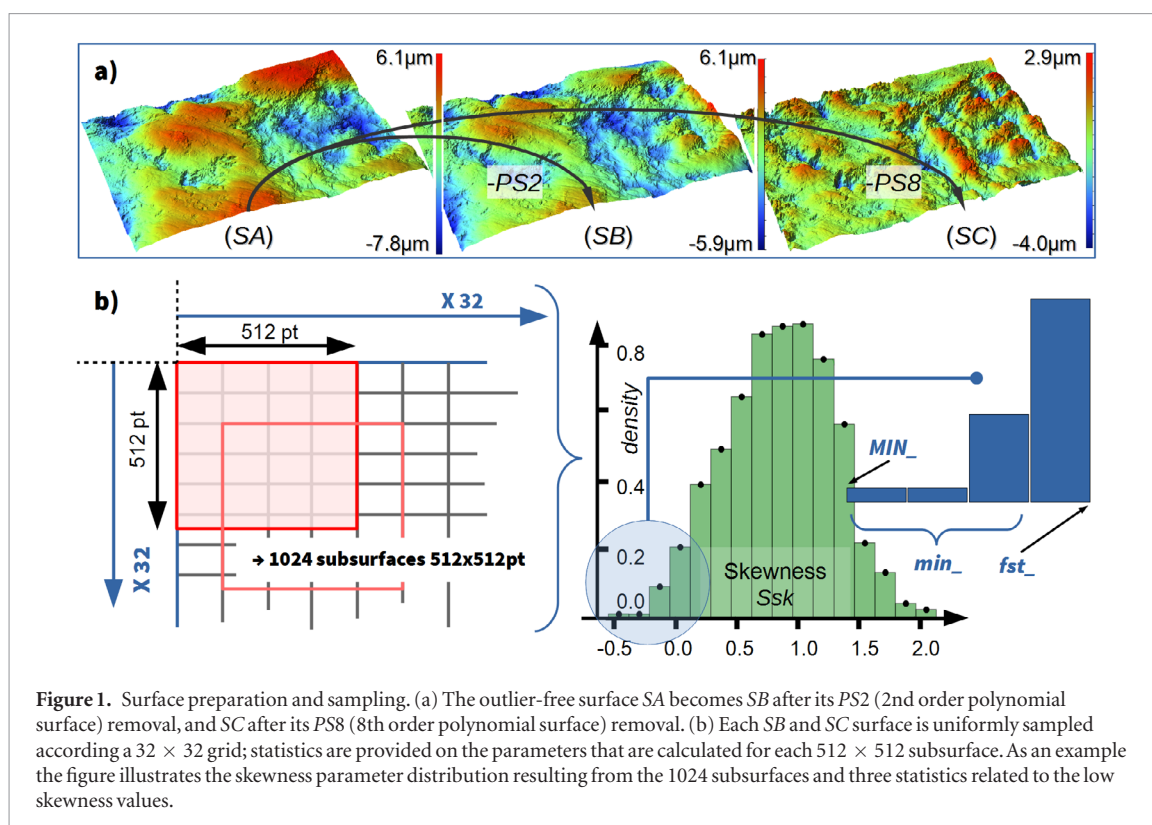 a)
6.1µm
6.1µm
2.9µm
-PS2
-PS8
(SA)
(SB)
(SC)
-7.8µm
-5.9µm
-4.0µm
b)
X 32
512 pt
512 pt
X 32
→ 1024 subsurfaces 512x512pt
0.8
density
0.4
0.2
0.0
Skewness
Ssk
-0.5
0.0
0.5
1.0
1.5
2.0
MIN_
min_
fst_
Figure 1. Surface preparation and sampling. (a) The outlier-free surface SA becomes SB after its PS2 (2nd order polynomial
surface) removal, and SC after its PS8 (8th order polynomial surface) removal. (b) Each SB and SC surface is uniformly sampled
according a 32 × 32 grid; statistics are provided on the parameters that are calculated for each 512 × 512 subsurface. As an example
the figure illustrates the skewness parameter distribution resulting from the 1024 subsurfaces and three statistics related to the low
skewness values.